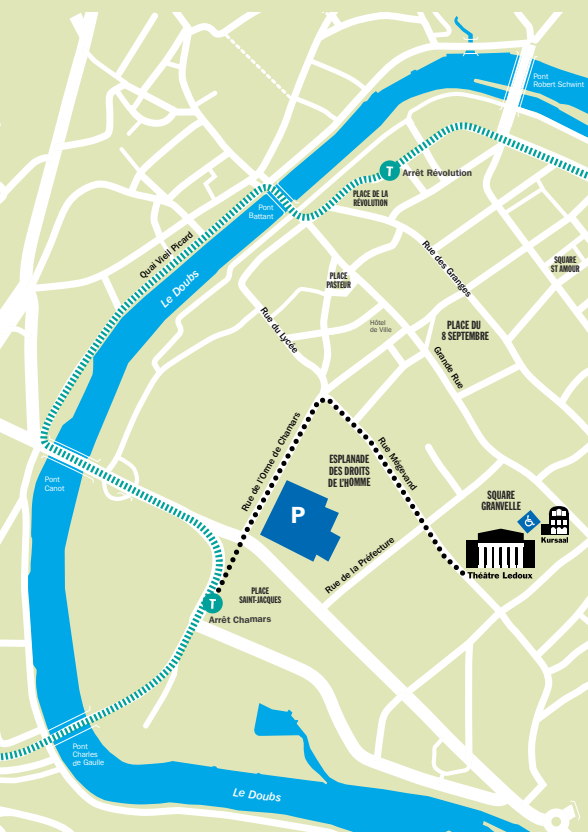 Pont
Robert Schwint
T
Arrêt Révolution
PLACE DE LA
RÉVOLUTION
Pont
Battant
Quai Vieil Picard
Rue des Granges
SQUARE
ST AMOUR
Le Doubs
PLACE
PASTEUR
Rue du Lycée
Hôtel
de Ville
PLACE DU
8 SEPTEMBRE
Grande Rue
Rue de l'Orme de Chamars
Rue Mégevand
ESPLANADE
DES DROITS
DE L'HOMME
Pont
Canot
P
SQUARE
GRANVELLE
Kursaal
Théâtre Ledoux
Rue de la Préfecture
PLACE
SAINT-JACQUES
T
Arrêt Chamars
Pont
Charles
de Gaulle
Le Doubs